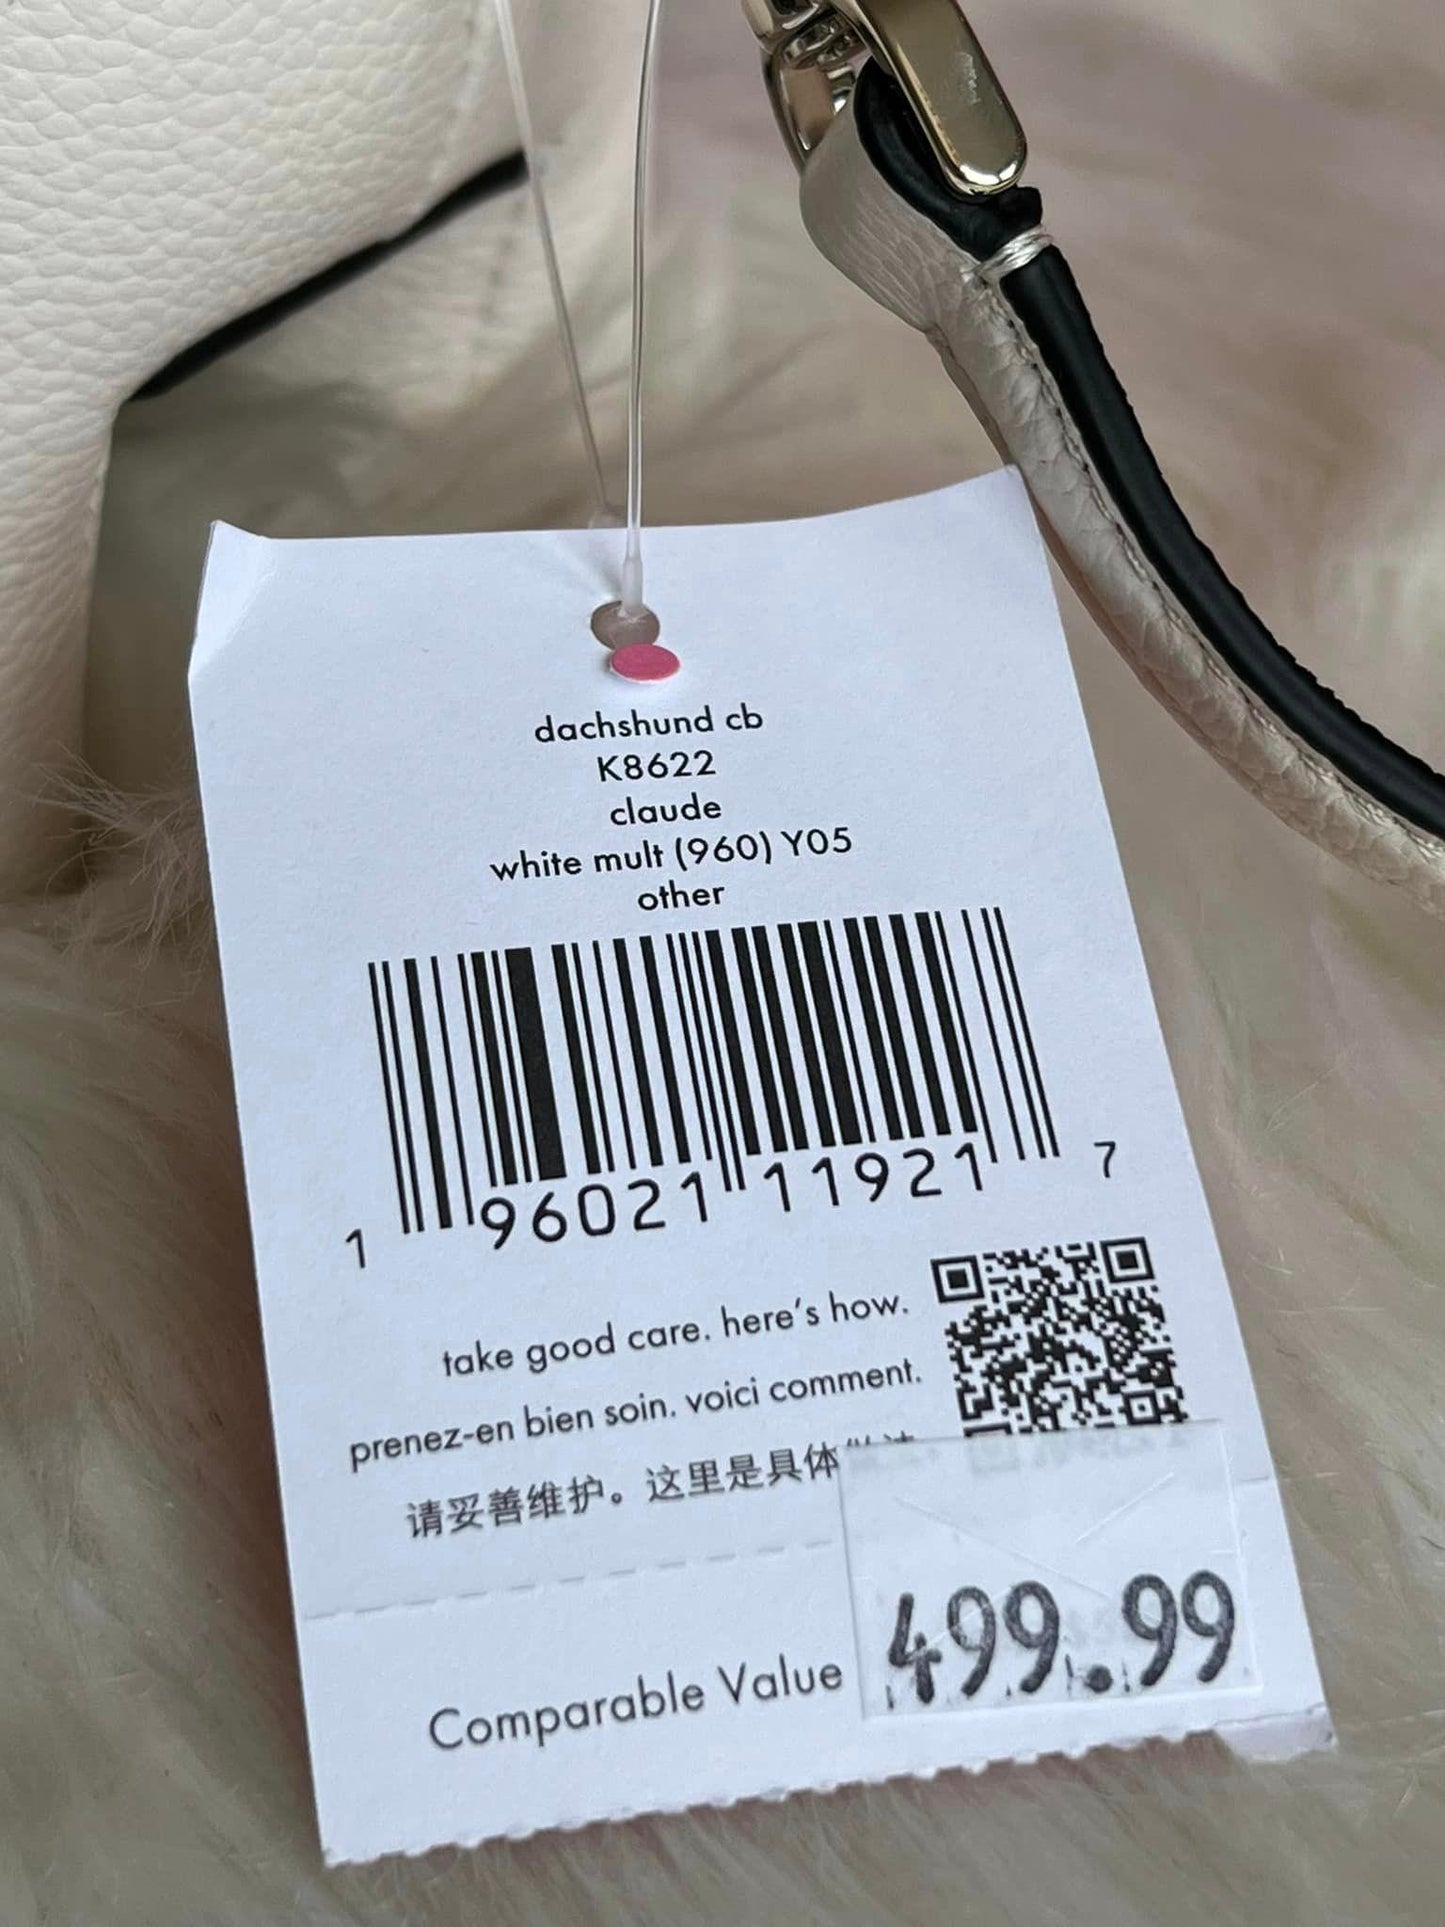 dachshund cb
K8622
claude
white mult (960) Y05
other
1 96021 11921 7
take good care. here's how.
prenez-en bien soin. voici comment.
请妥善维护。这里是具体
Comparable Value 499.99